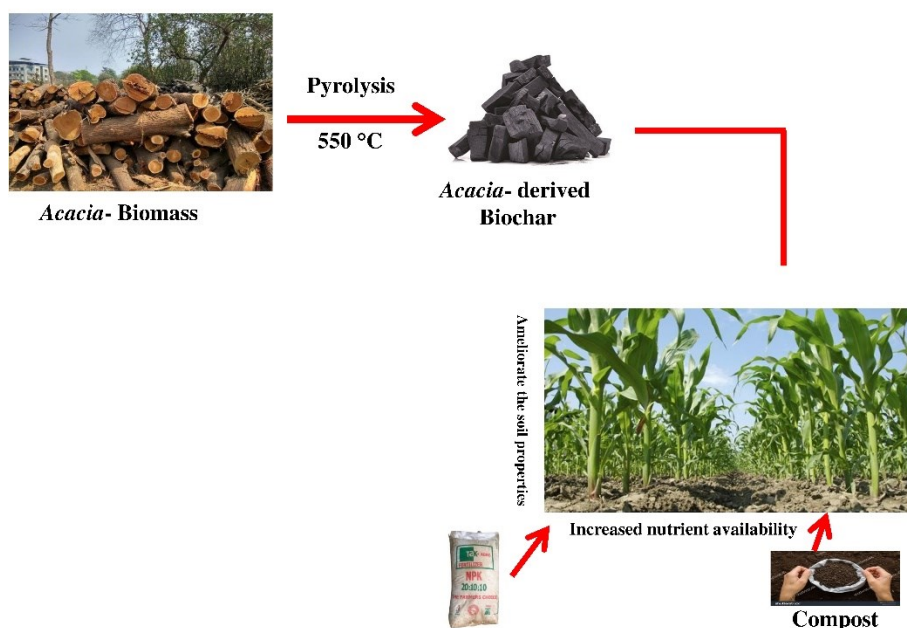 Pyrolysis
550 °C
Acacia- Biomass
Acacia- derived
Biochar
Ameliorate the soil properties
Increased nutrient availability
NPK
20:10:10
Compost